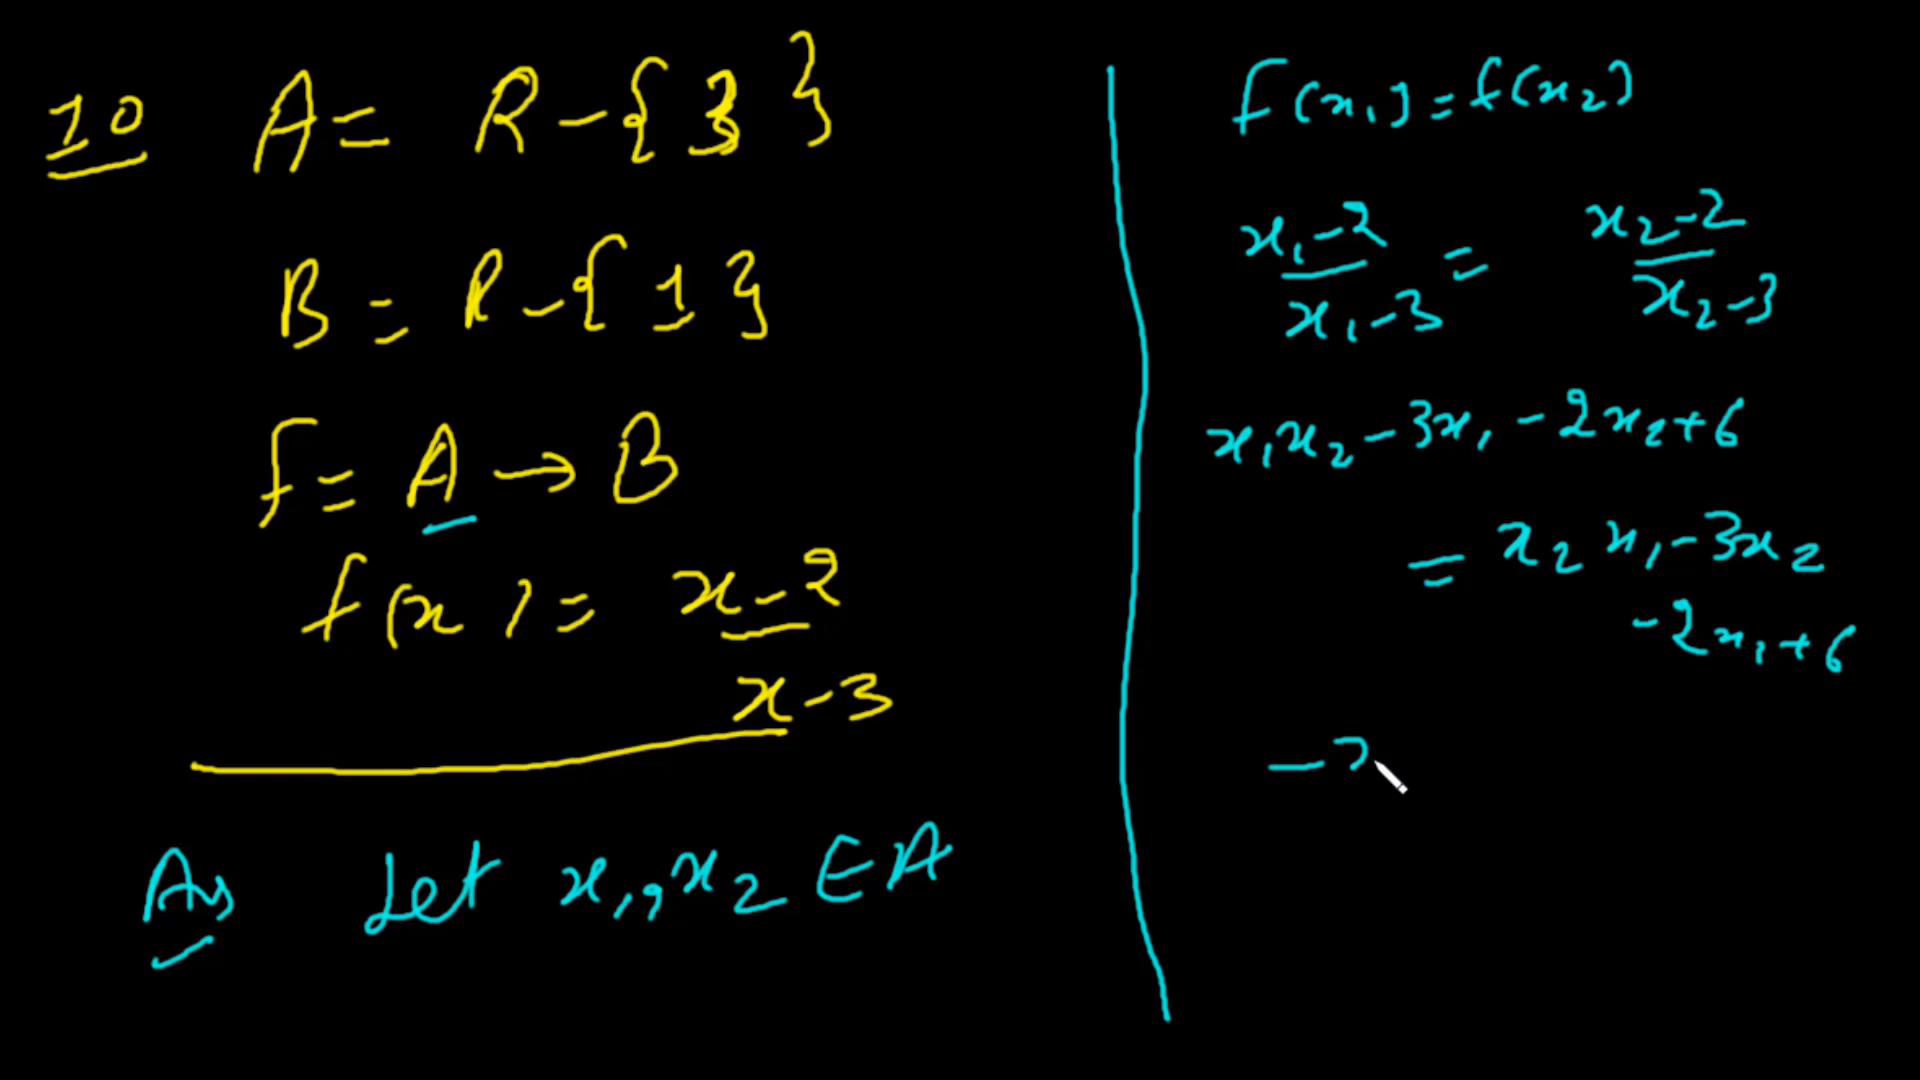 10 A = R - {3}
B = R - {1}
f = A → B
f(x) = x-2
x-3
As Let x₁, x₂ ∈ A
f(x₁) = f(x₂)
x₁-2 = x₂-2
x₁-3 x₂-3
x₁x₂ - 3x₁ - 2x₂ + 6
= x₂x₁ - 3x₂
- 2x₁ + 6